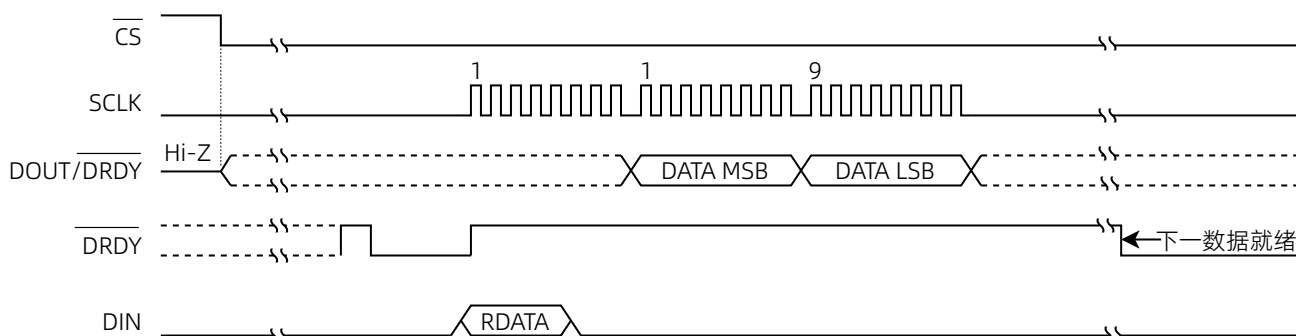 CS
1 1 9
SCLK
Hi-Z
DOUT/DRDY DATA MSB DATA LSB
DRDY 下一数据就绪
DIN RDATA